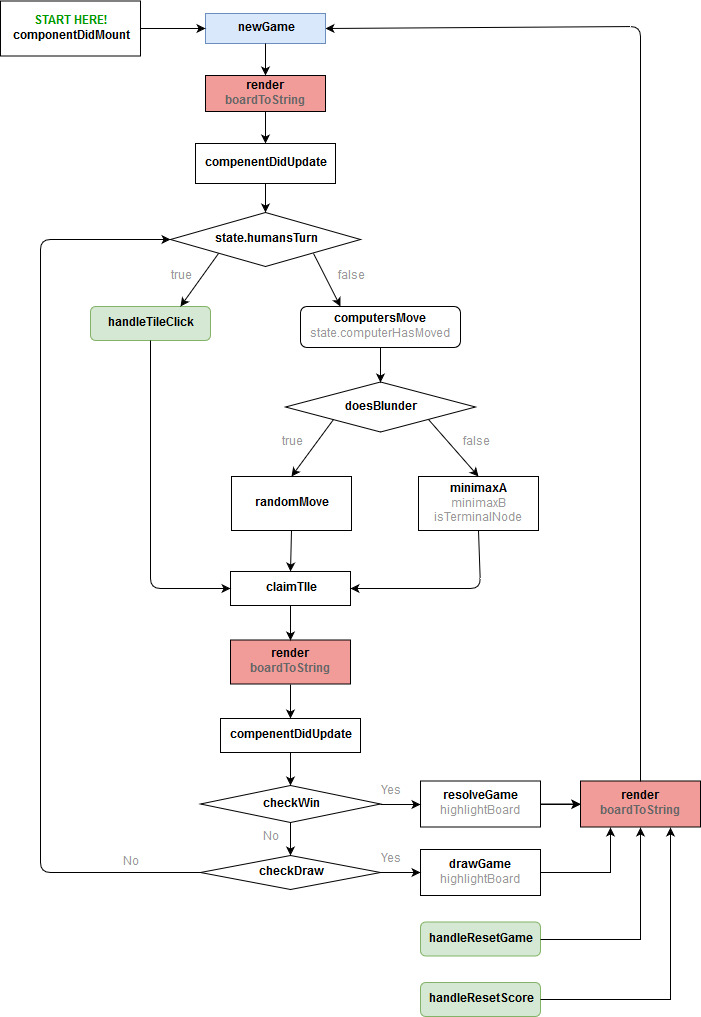 START HERE!
componentDidMount
newGame
render
boardToString
compenentDidUpdate
state.humansTurn
true
false
handleTileClick
computersMove
state.computerHasMoved
doesBlunder
true
false
randomMove
minimaxA
minimaxB
isTerminalNode
claimTIle
render
boardToString
compenentDidUpdate
checkWin
Yes
resolveGame
highlightBoard
render
boardToString
No
No
checkDraw
Yes
drawGame
highlightBoard
handleResetGame
handleResetScore